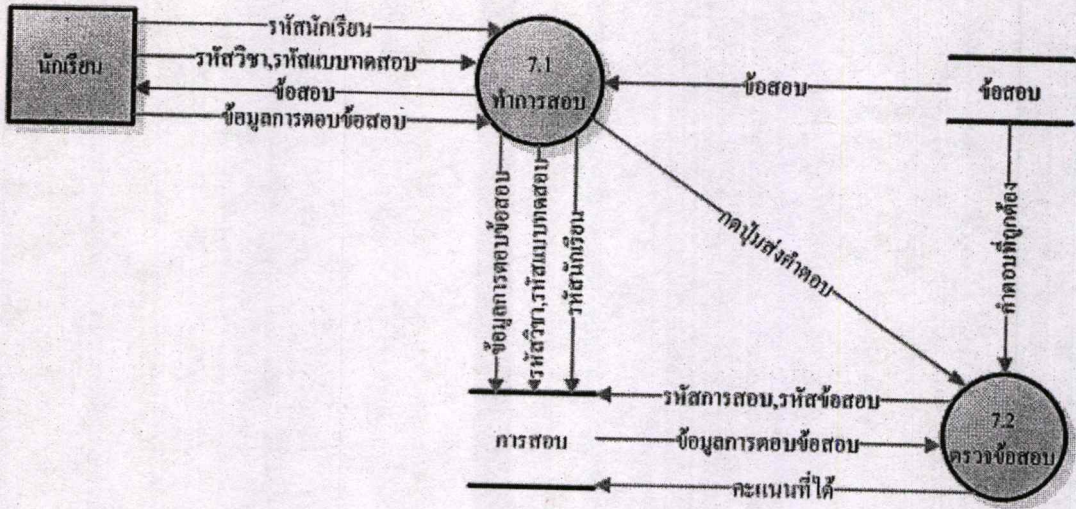 รหัสนักเรียน
นักเรียน
รหัสวิชา,รหัสแบบทดสอบ
ข้อสอบ
ข้อมูลการตอบข้อสอบ
7.1
ทำการสอบ
ข้อสอบ
ข้อสอบ
ข้อมูลการตอบข้อสอบ
รหัสวิชา,รหัสแบบทดสอบ
รหัสนักเรียน
กดปุ่มส่งคำตอบ
คำตอบที่ถูกต้อง
รหัสการสอบ,รหัสข้อสอบ
การสอบ
ข้อมูลการตอบข้อสอบ
7.2
ตรวจข้อสอบ
คะแนนที่ได้